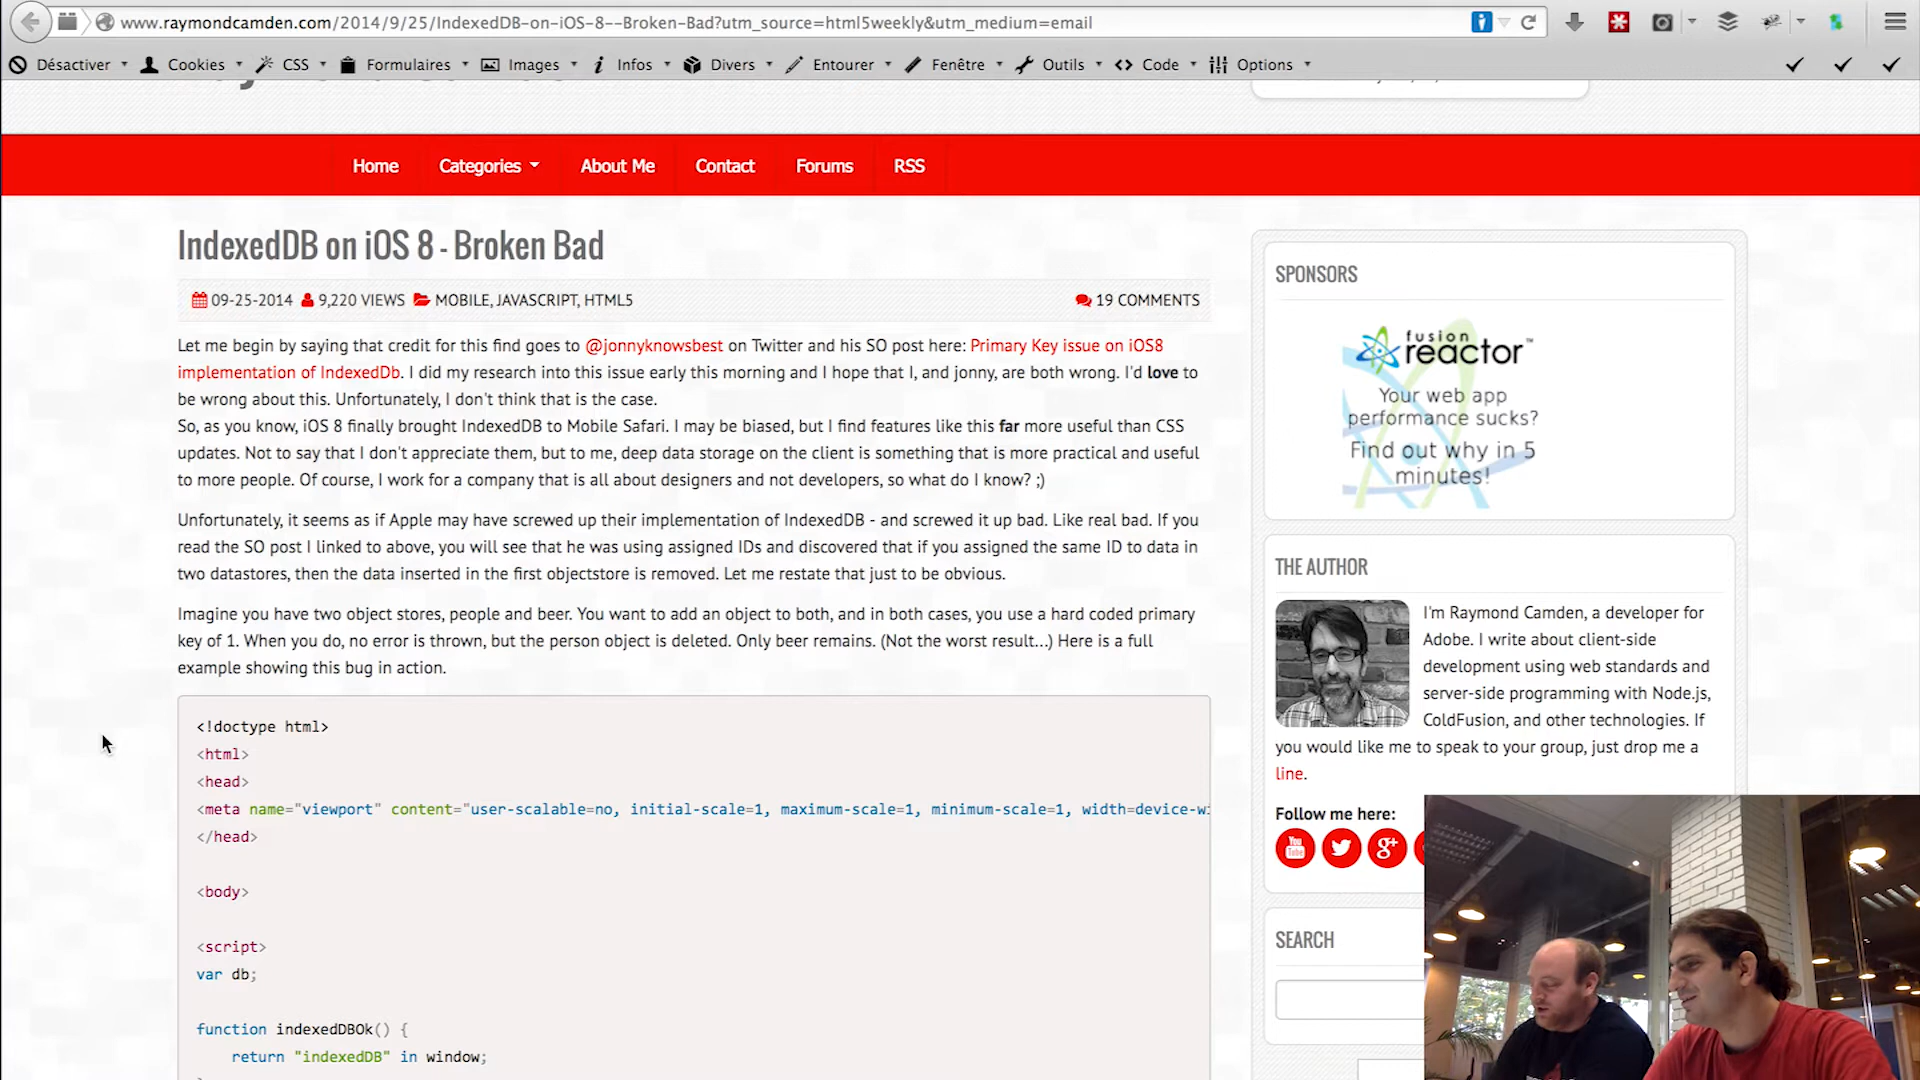 www.raymondcamden.com/2014/9/25/IndexedDB-on-iOS-8--Broken-Bad?utm_source=html5weekly&utm_medium=email
Désactiver Cookies CSS Formulaires Images Infos Divers Entourer Fenêtre Outils Code Options
Home Categories About Me Contact Forums RSS
IndexedDB on iOS 8 - Broken Bad
09-25-2014 9,220 VIEWS MOBILE, JAVASCRIPT, HTML5 19 COMMENTS
Let me begin by saying that credit for this find goes to @jonnyknowsbest on Twitter and his SO post here: Primary Key issue on iOS8
implementation of IndexedDb. I did my research into this issue early this morning and I hope that I, and jonny, are both wrong. I'd love to
be wrong about this. Unfortunately, I don't think that is the case.
So, as you know, iOS 8 finally brought IndexedDB to Mobile Safari. I may be biased, but I find features like this far more useful than CSS
updates. Not to say that I don't appreciate them, but to me, deep data storage on the client is something that is more practical and useful
to more people. Of course, I work for a company that is all about designers and not developers, so what do I know? ;)
Unfortunately, it seems as if Apple may have screwed up their implementation of IndexedDB - and screwed it up bad. Like real bad. If you
read the SO post I linked to above, you will see that he was using assigned IDs and discovered that if you assigned the same ID to data in
two datastores, then the data inserted in the first objectstore is removed. Let me restate that just to be obvious.
Imagine you have two object stores, people and beer. You want to add an object to both, and in both cases, you use a hard coded primary
key of 1. When you do, no error is thrown, but the person object is deleted. Only beer remains. (Not the worst result...) Here is a full
example showing this bug in action.
<!doctype html>
<html>
<head>
<meta name="viewport" content="user-scalable=no, initial-scale=1, maximum-scale=1, minimum-scale=1, width=device-wi
</head>
<body>
<script>
var db;
function indexedDBOk() {
return "indexedDB" in window;
SPONSORS
fusion
reactor™
Your web app
performance sucks?
Find out why in 5
minutes!
THE AUTHOR
I'm Raymond Camden, a developer for
Adobe. I write about client-side
development using web standards and
server-side programming with Node.js,
ColdFusion, and other technologies. If
you would like me to speak to your group, just drop me a
line.
Follow me here:
You Tube g+
SEARCH